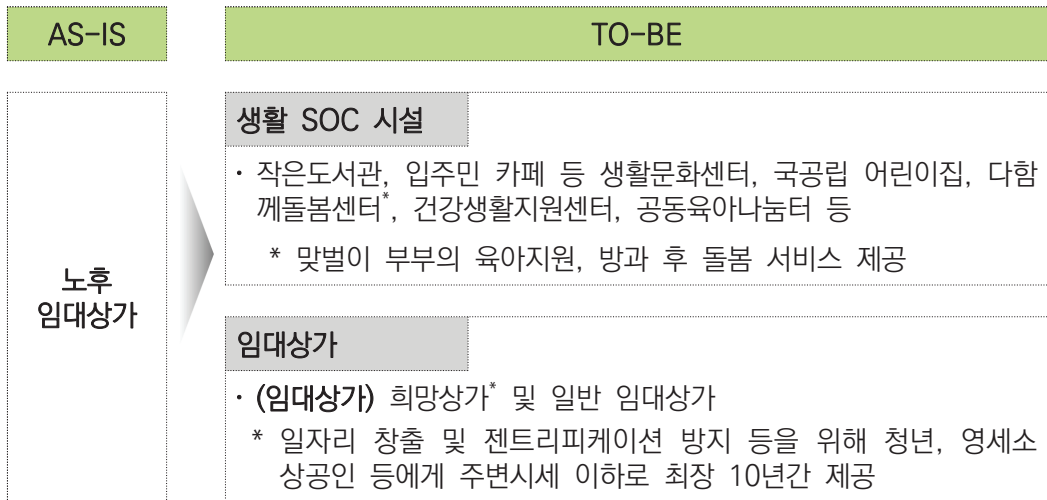 AS-IS
TO-BE
노후
임대상가
생활 SOC 시설
· 작은도서관, 입주민 카페 등 생활문화센터, 국공립 어린이집, 다함
께돌봄센터*, 건강생활지원센터, 공동육아나눔터 등
* 맞벌이 부부의 육아지원, 방과 후 돌봄 서비스 제공
임대상가
· (임대상가) 희망상가* 및 일반 임대상가
* 일자리 창출 및 젠트리피케이션 방지 등을 위해 청년, 영세소
상공인 등에게 주변시세 이하로 최장 10년간 제공